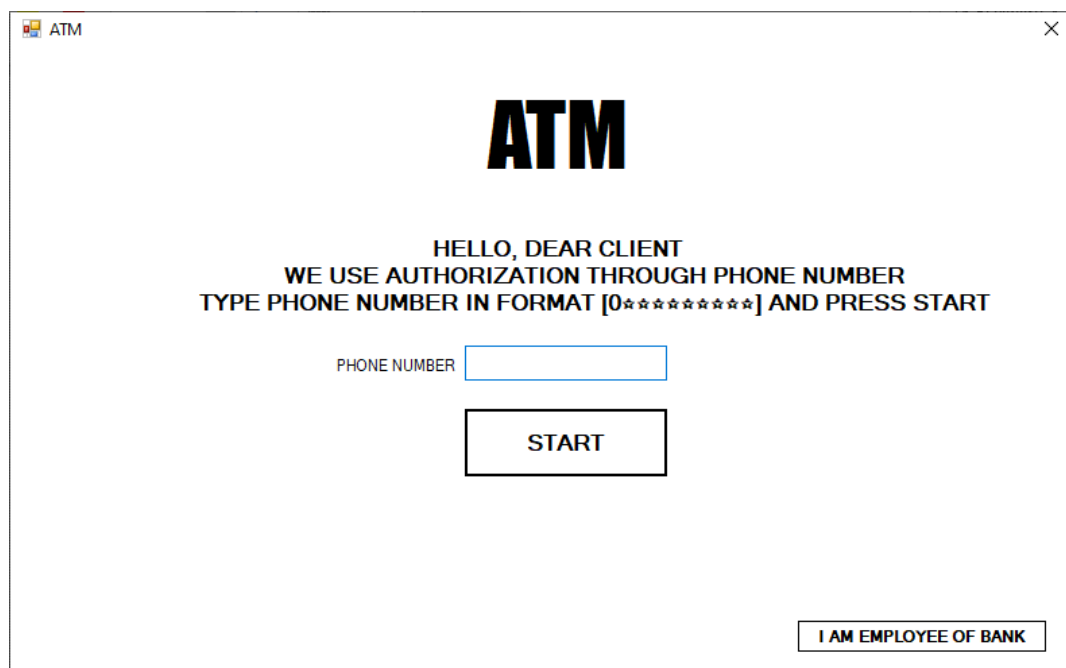 ATM
ATM
HELLO, DEAR CLIENT
WE USE AUTHORIZATION THROUGH PHONE NUMBER
TYPE PHONE NUMBER IN FORMAT [0*********] AND PRESS START
PHONE NUMBER
START
I AM EMPLOYEE OF BANK